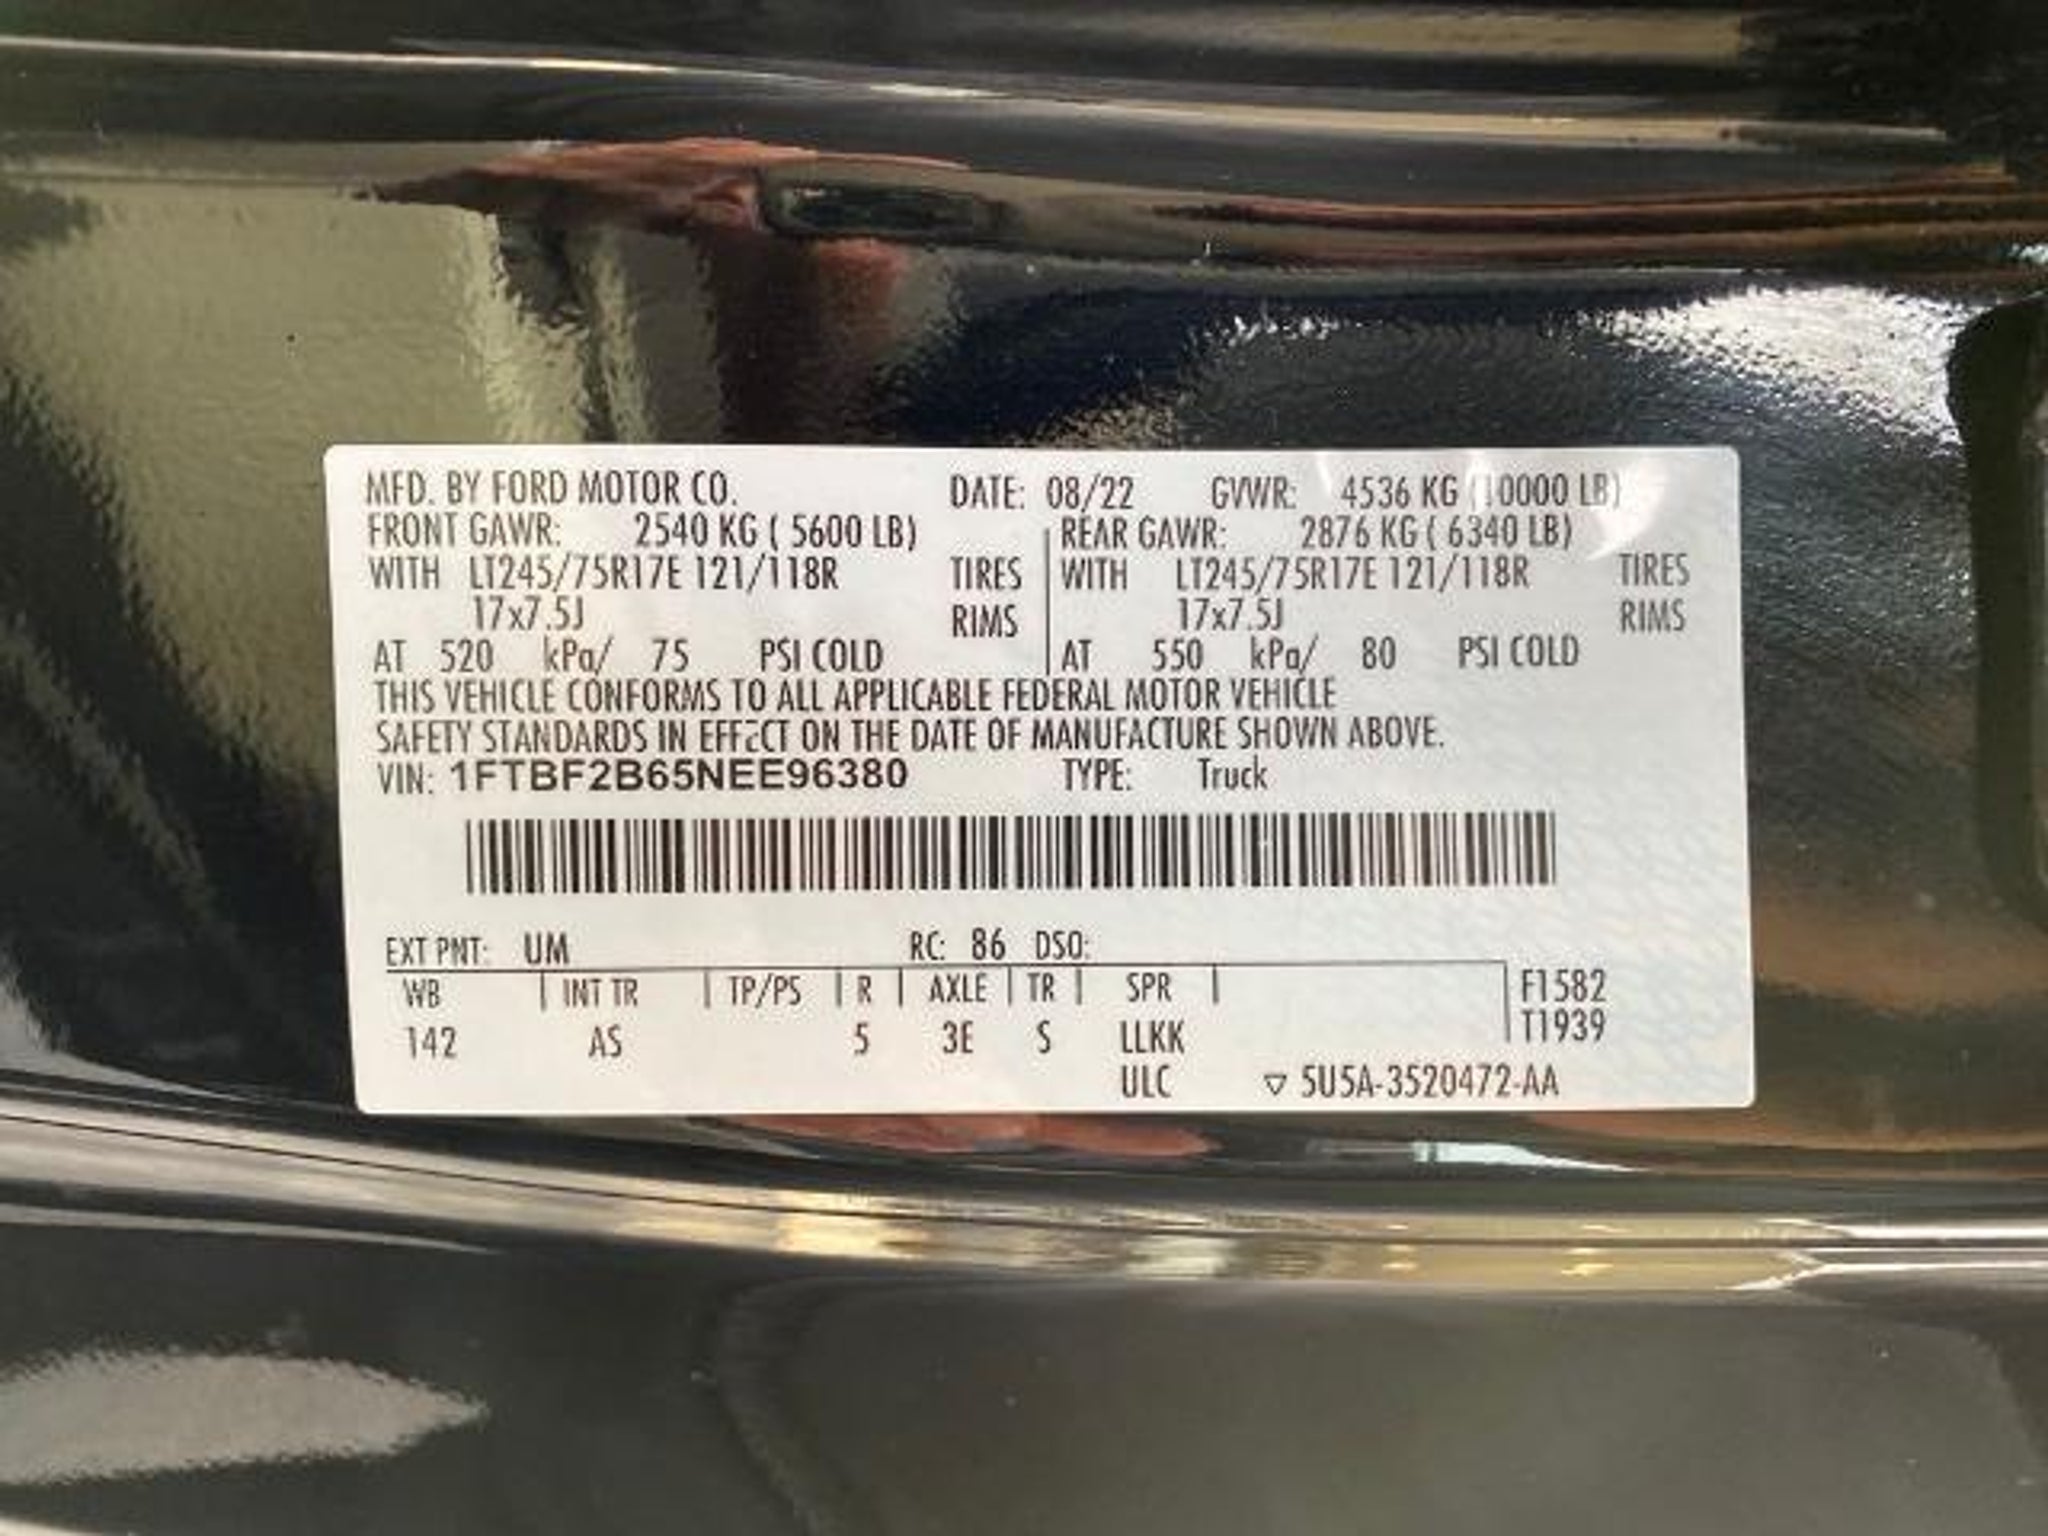 MFD. BY FORD MOTOR CO. DATE: 08/22 GVWR: 4536 KG (10000 LB)
FRONT GAWR: 2540 KG ( 5600 LB) REAR GAWR: 2876 KG ( 6340 LB)
WITH LT245/75R17E 121/118R TIRES WITH LT245/75R17E 121/118R TIRES
17x7.5J RIMS 17x7.5J RIMS
AT 520 kPa/ 75 PSI COLD AT 550 kPa/ 80 PSI COLD
THIS VEHICLE CONFORMS TO ALL APPLICABLE FEDERAL MOTOR VEHICLE
SAFETY STANDARDS IN EFFECT ON THE DATE OF MANUFACTURE SHOWN ABOVE.
VIN: 1FTBF2B65NEE96380 TYPE: Truck
EXT PNT: UM RC: 86 DSO:
WB INT TR TP/PS R AXLE TR SPR F1582
T1939
142 AS 5 3E S LLKK
ULC ▽ 5U5A-3520472-AA